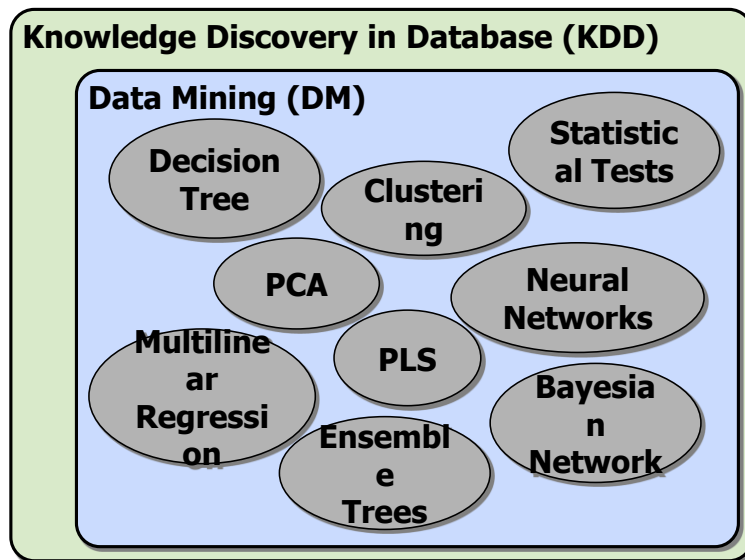 Knowledge Discovery in Database (KDD)
Data Mining (DM)
Decision
Tree
Clusteri
ng
Statistic
al Tests
PCA
Neural
Networks
Multiline
ar
Regressi
on
PLS
Bayesia
n
Network
Ensembl
e
Trees